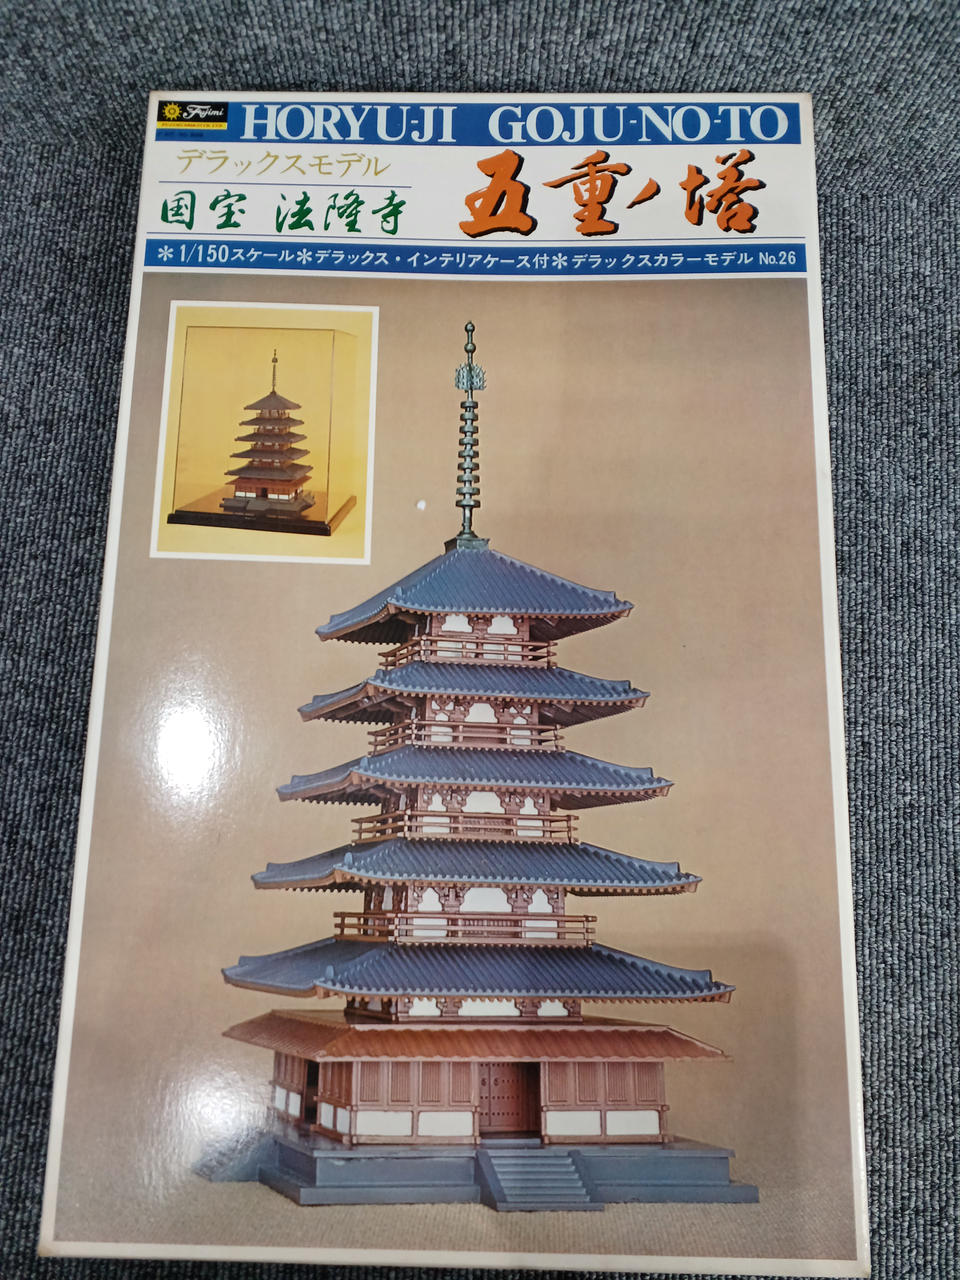 Fujimi
HORYU-JI GOJU-NO-TO
デラックスモデル
国宝 法隆寺
五重ノ塔
＊1/150スケール＊デラックス・インテリアケース付＊デラックスカラーモデル No.26